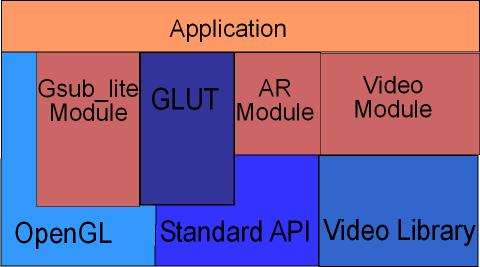 Application
Gsub_lite
Module
GLUT
AR
Module
Video
Module
OpenGL
Standard API
Video Library